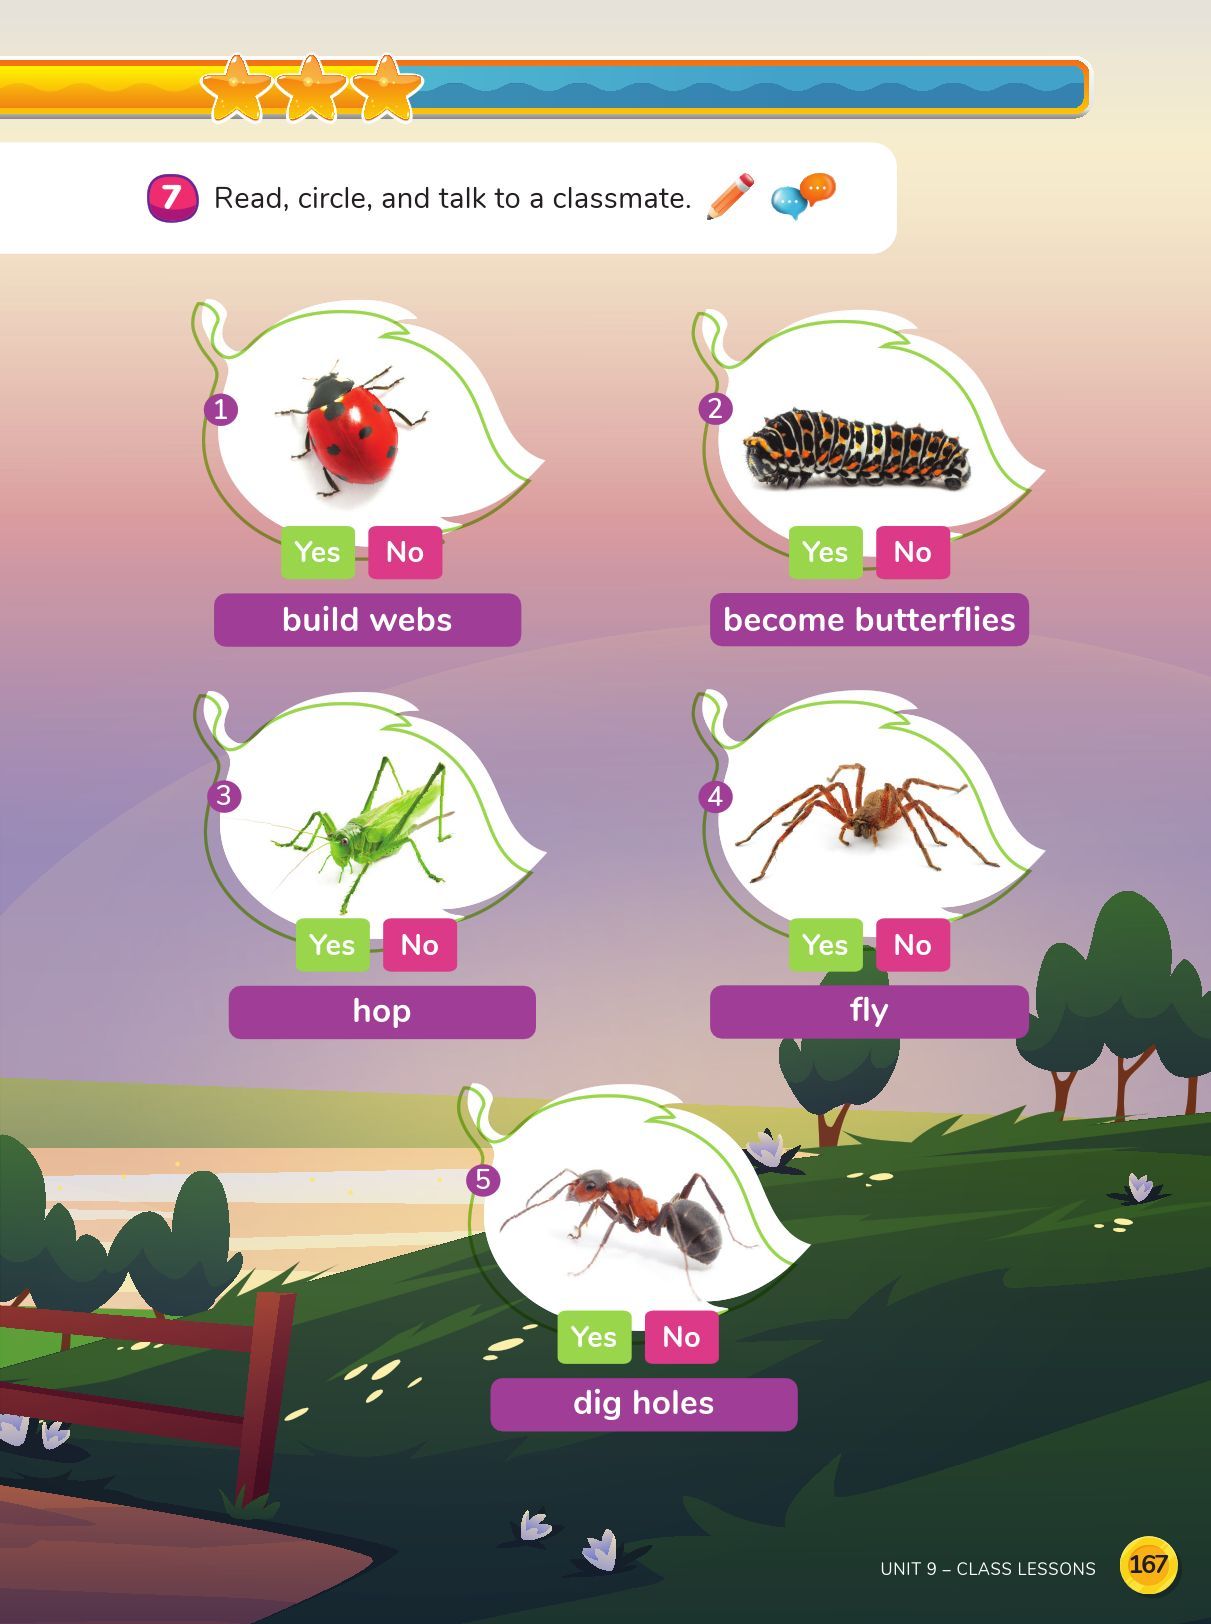 7 Read, circle, and talk to a classmate.
1
Yes No
build webs
2
Yes No
become butterflies
3
Yes No
hop
4
Yes No
fly
5
Yes No
dig holes
UNIT 9 – CLASS LESSONS 167